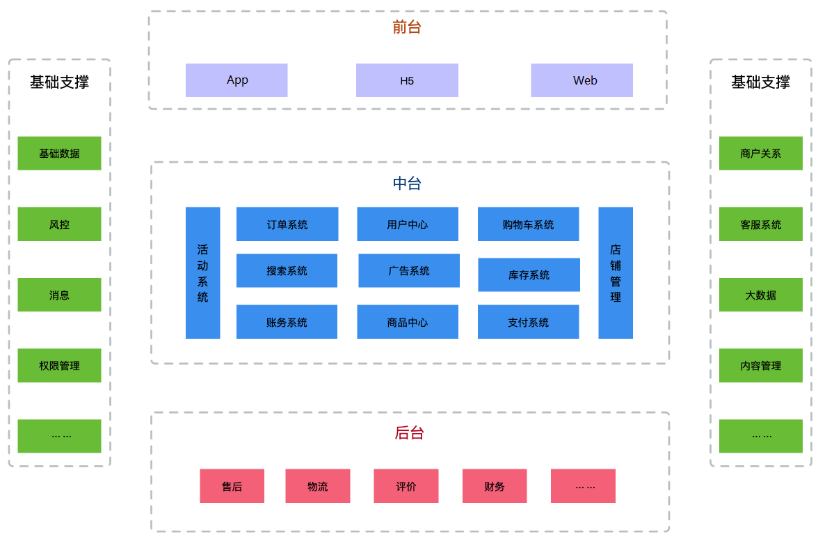 前台
App
H5
Web
基础支撑
基础数据
风控
消息
权限管理
... ...
中台
活动系统
订单系统
用户中心
购物车系统
搜索系统
广告系统
库存系统
账务系统
商品中心
支付系统
店铺管理
后台
售后
物流
评价
财务
... ...
基础支撑
商户关系
客服系统
大数据
内容管理
... ...